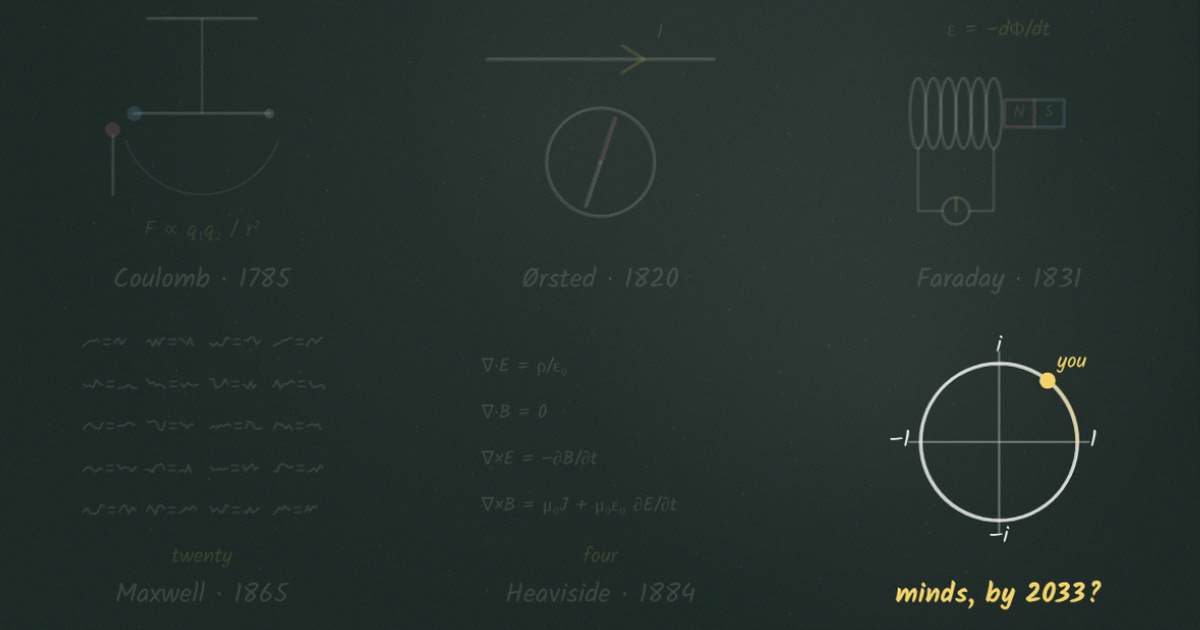 I
ε = −dΦ/dt
N S
F ∝ q₁q₂ / r²
Coulomb · 1785
Ørsted · 1820
Faraday · 1831
∇·E = ρ/ε₀
∇·B = 0
∇×E = −∂B/∂t
∇×B = μ₀J + μ₀ε₀ ∂E/∂t
twenty
Maxwell · 1865
four
Heaviside · 1884
i
you
−1
1
−i
minds, by 2033?